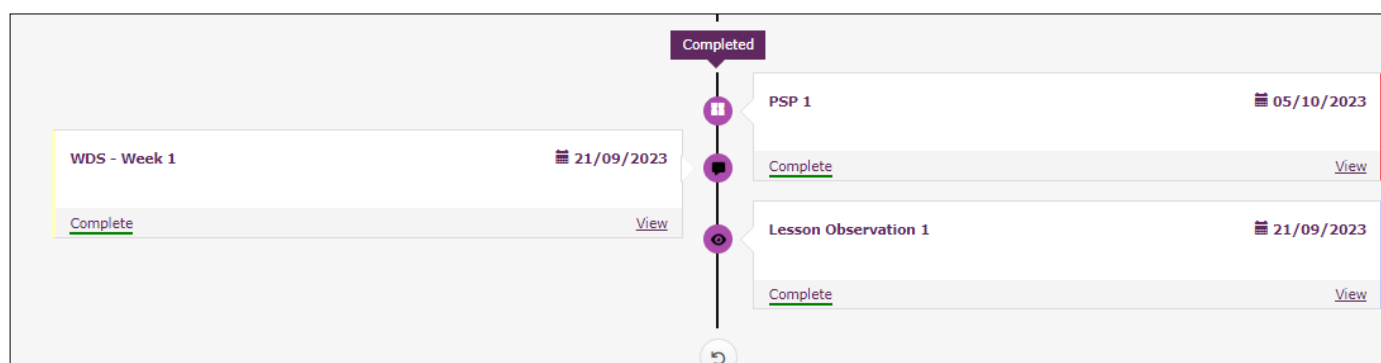 Completed
PSP 1 05/10/2023
WDS - Week 1 21/09/2023
Complete View
Complete View
Lesson Observation 1 21/09/2023
Complete View